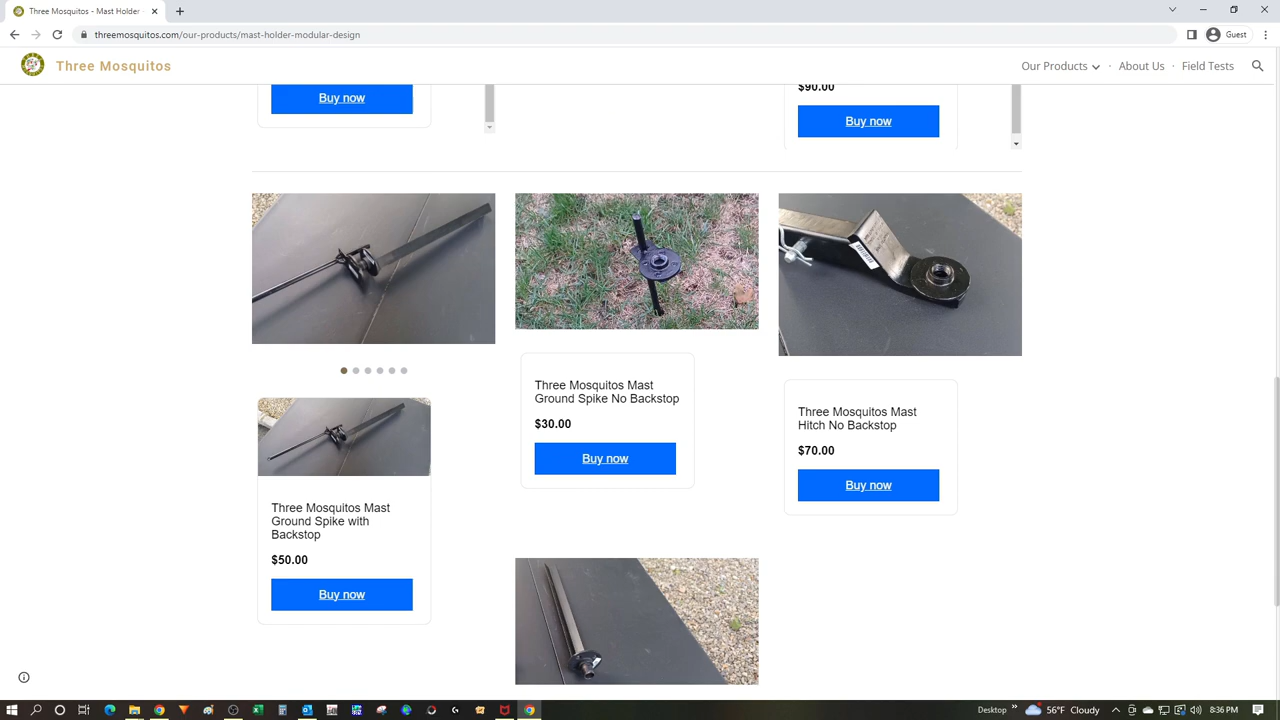 Three Mosquitos - Mast Holder
threemosquitos.com/our-products/mast-holder-modular-design
Guest
Three Mosquitos
Our Products
About Us
Field Tests
Buy now
$90.00
Buy now
Three Mosquitos Mast
Ground Spike No Backstop
$30.00
Buy now
Three Mosquitos Mast
Hitch No Backstop
$70.00
Buy now
Three Mosquitos Mast
Ground Spike with
Backstop
$50.00
Buy now
Desktop
56°F Cloudy
8:36 PM